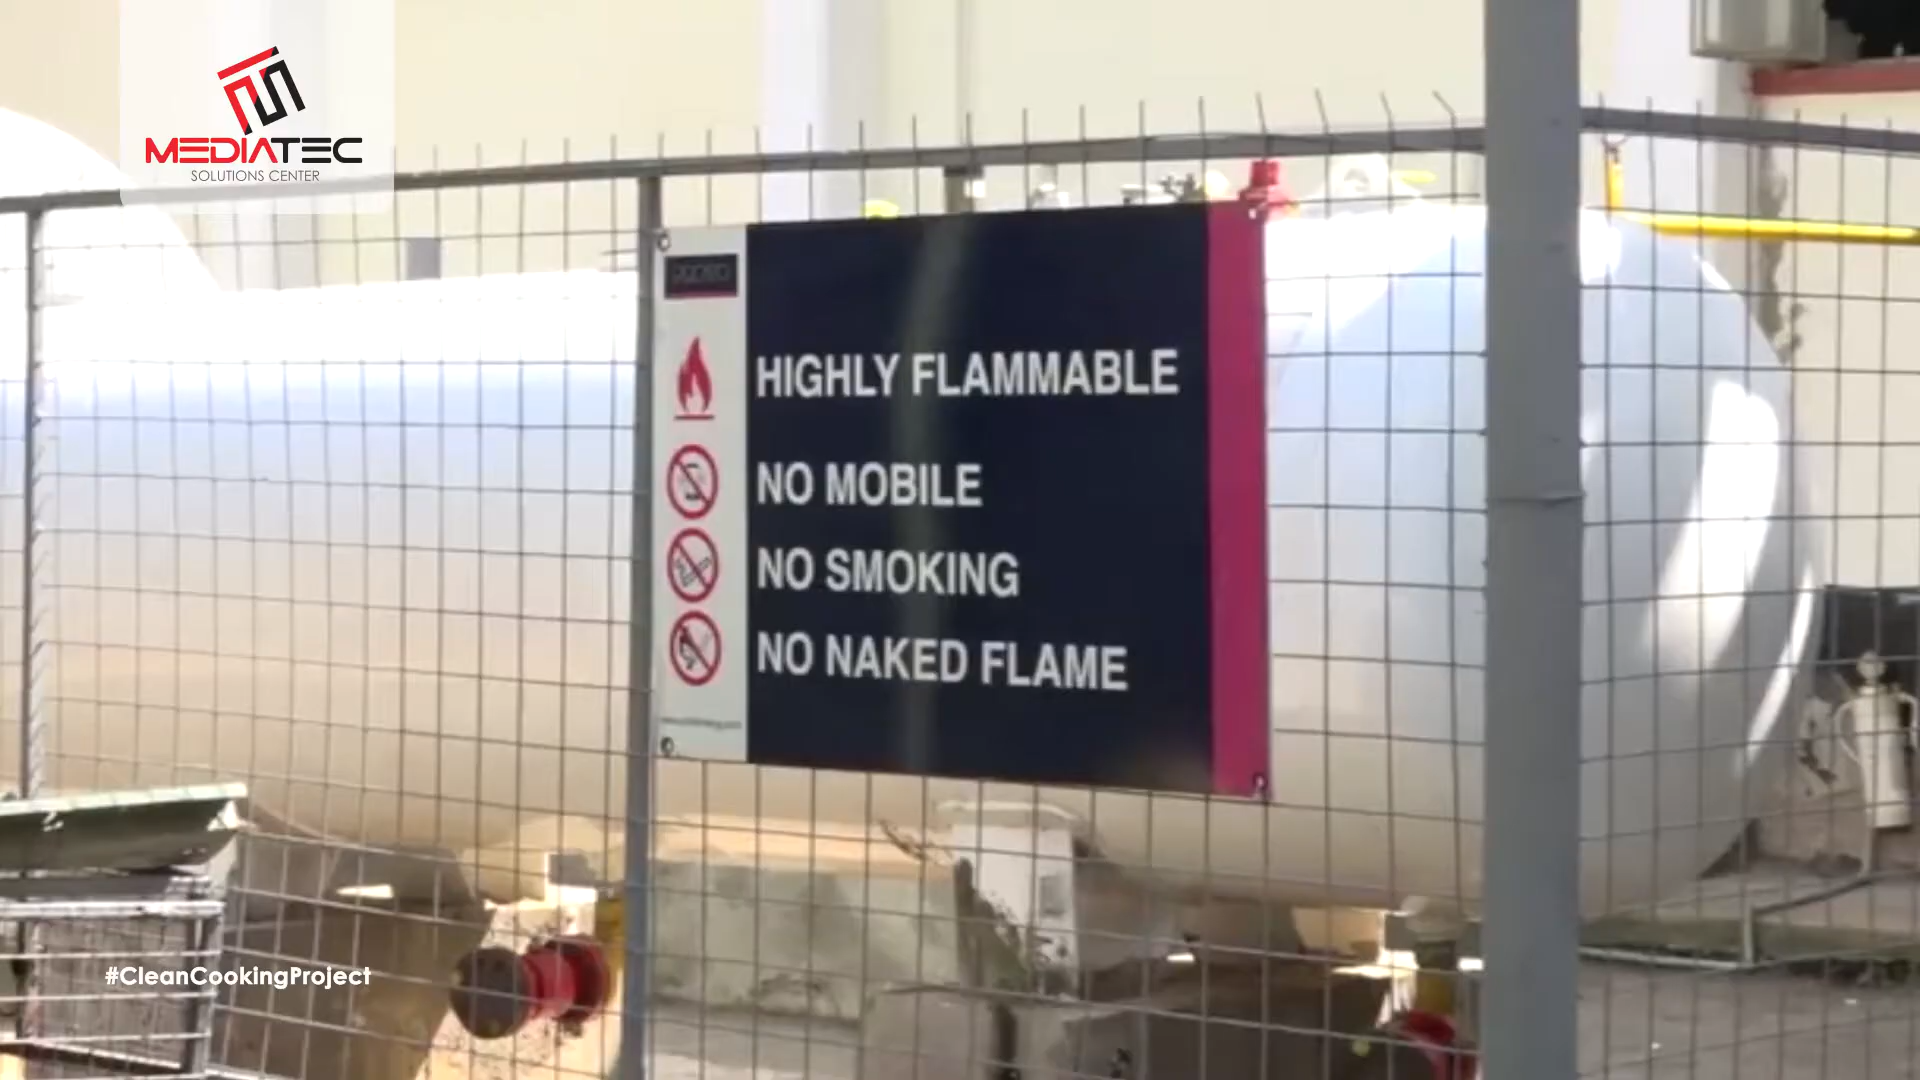 MEDIATEC
SOLUTIONS CENTER
HIGHLY FLAMMABLE
NO MOBILE
NO SMOKING
NO NAKED FLAME
#CleanCookingProject